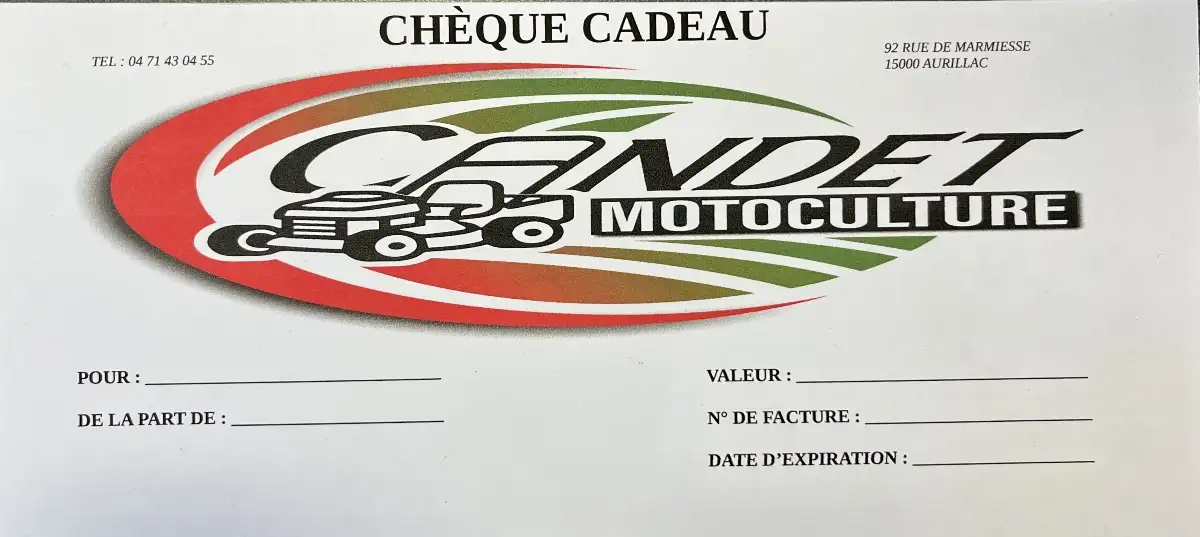 CHÈQUE CADEAU
TEL : 04 71 43 04 55
92 RUE DE MARMIESSE
15000 AURILLAC
CANDET
MOTOCULTURE
POUR :
DE LA PART DE :
VALEUR :
N° DE FACTURE :
DATE D’EXPIRATION :